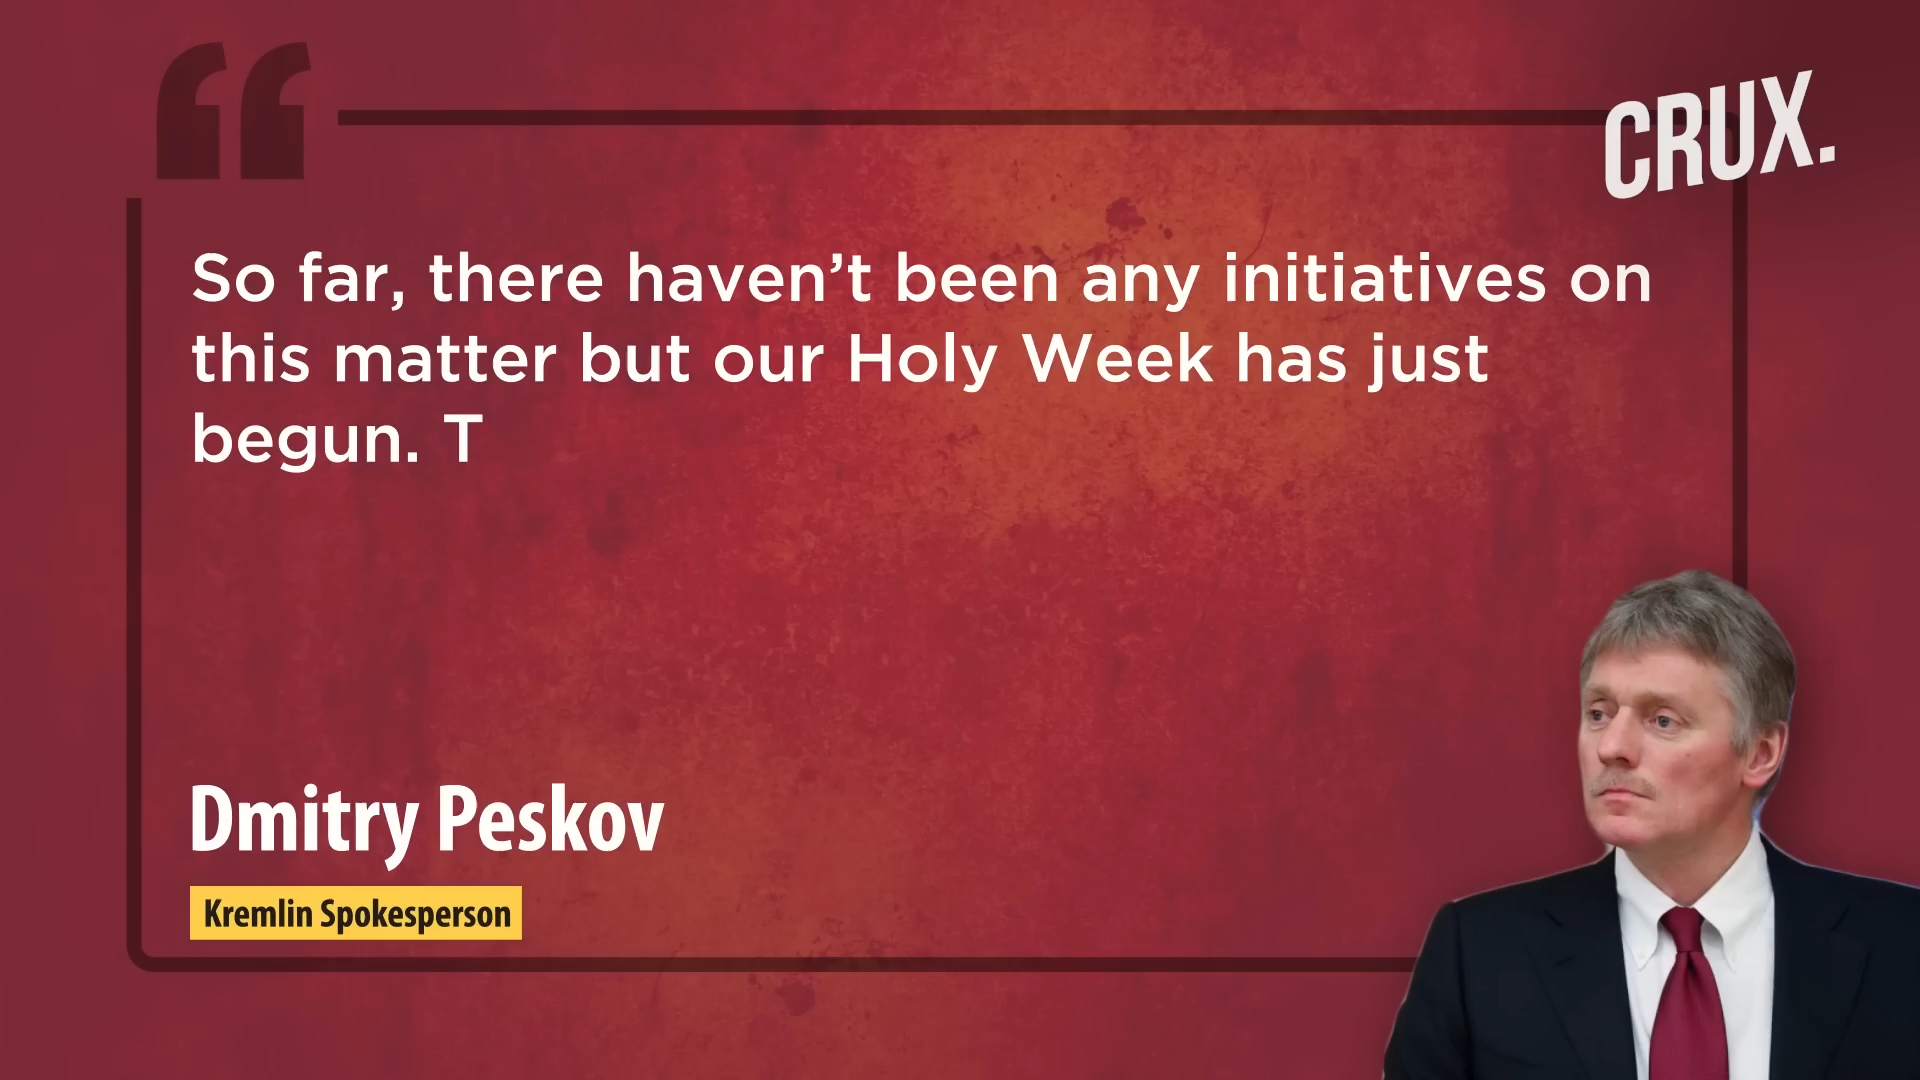 CRUX.
So far, there haven’t been any initiatives on
this matter but our Holy Week has just
begun. T
Dmitry Peskov
Kremlin Spokesperson